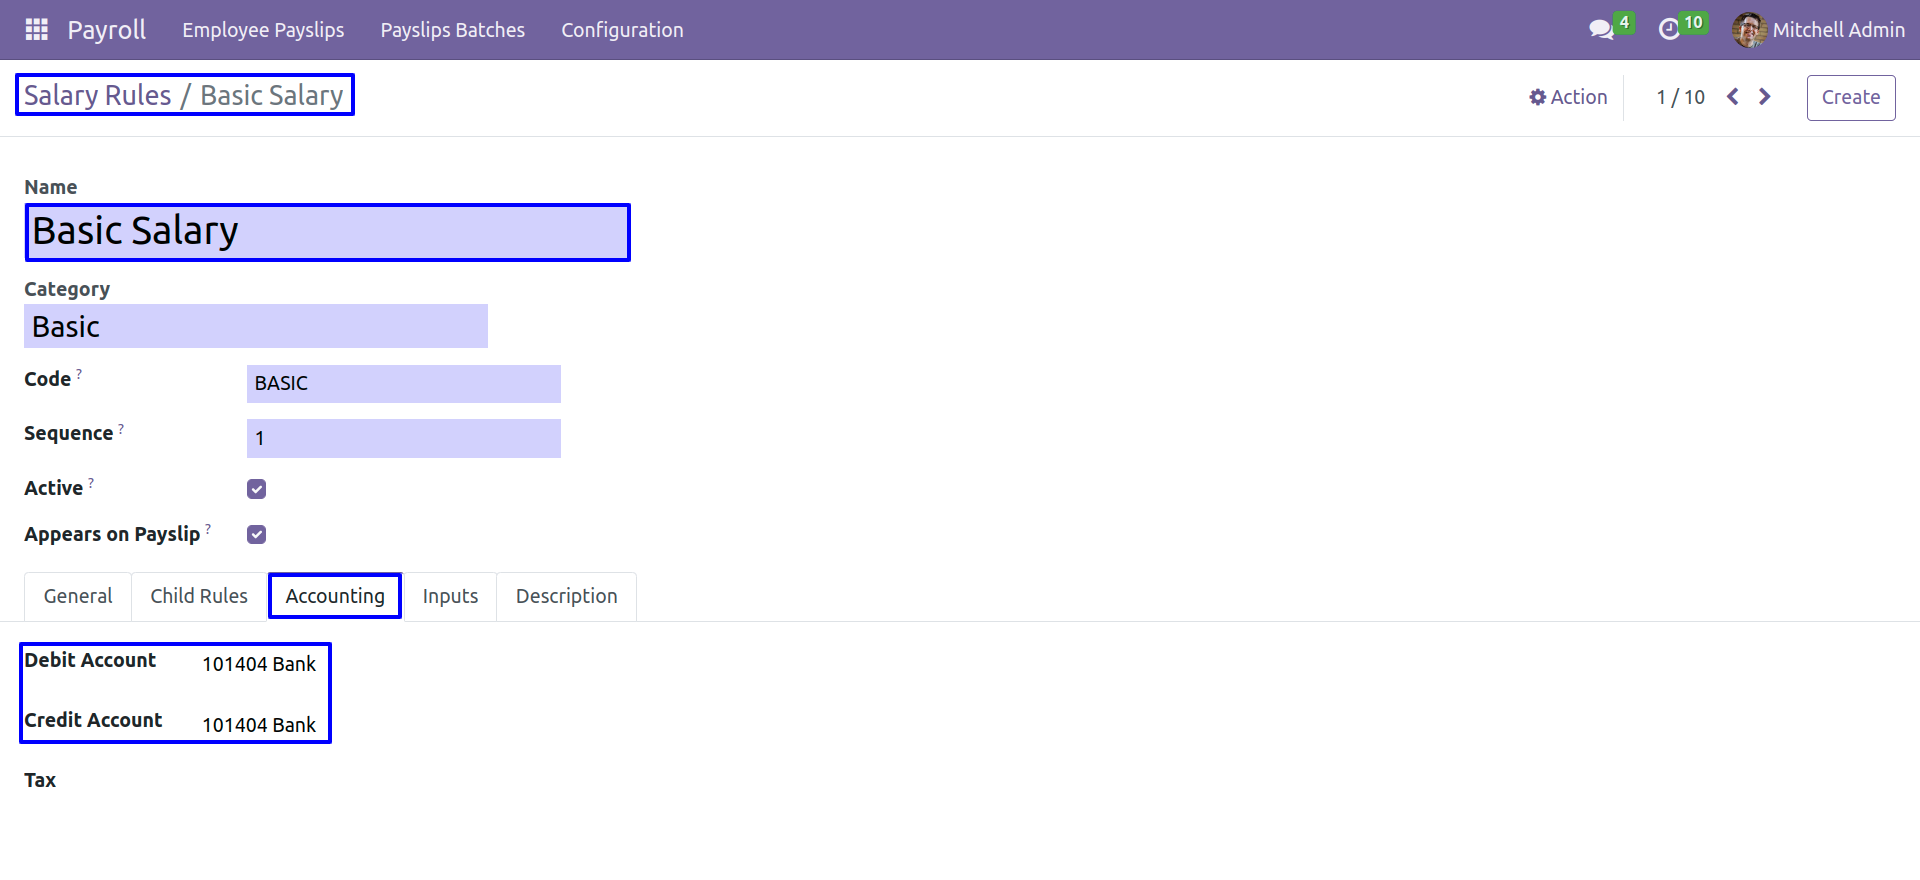 Payroll Employee Payslips Payslips Batches Configuration 4 10 Mitchell Admin
Salary Rules / Basic Salary Action 1 / 10 Create
Name
Basic Salary
Category
Basic
Code ? BASIC
Sequence ? 1
Active ?
Appears on Payslip ?
General Child Rules Accounting Inputs Description
Debit Account 101404 Bank
Credit Account 101404 Bank
Tax